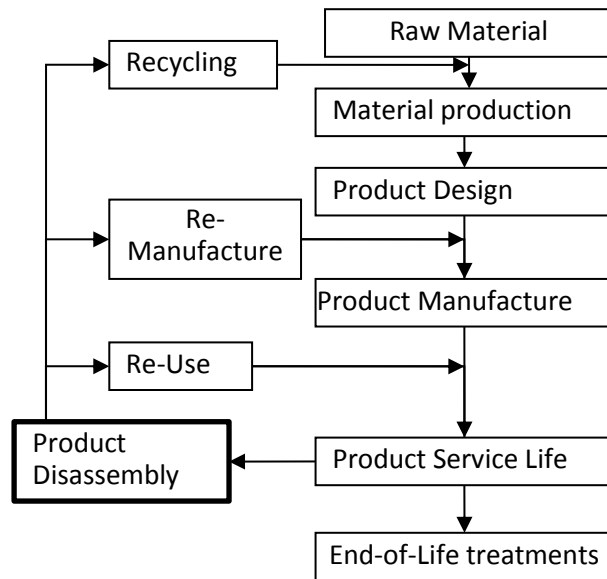 Raw Material
Recycling
Material production
Product Design
Re-
Manufacture
Product Manufacture
Re-Use
Product
Disassembly
Product Service Life
End-of-Life treatments